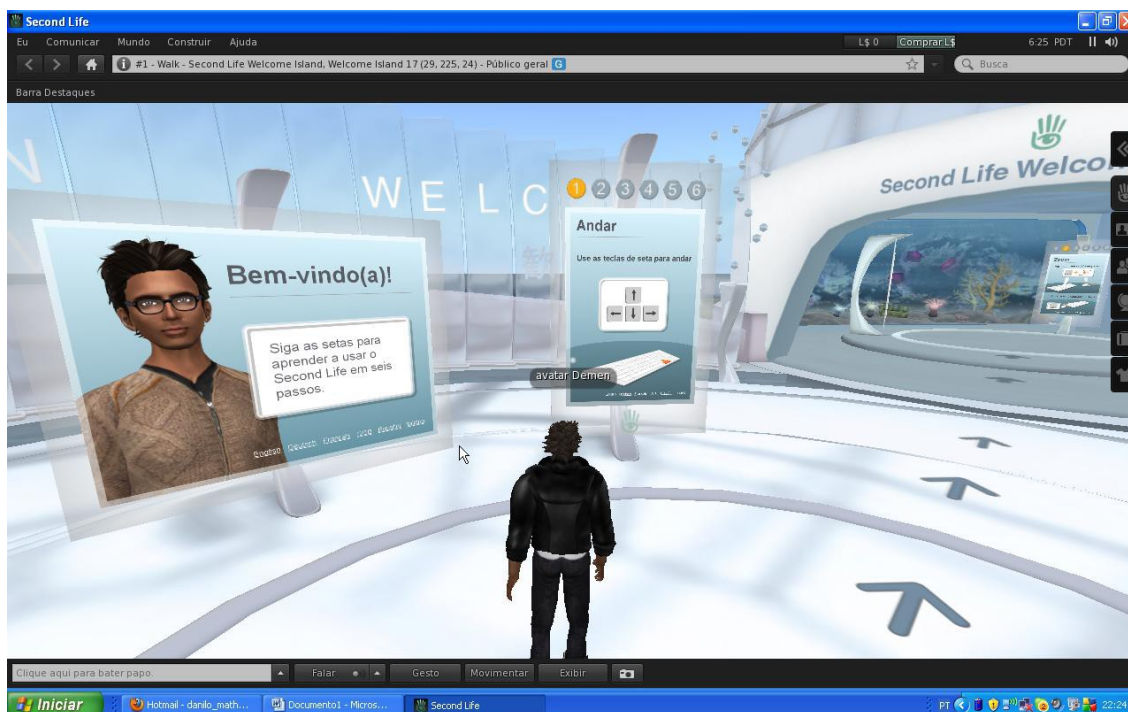 Second Life
Eu Comunicar Mundo Construir Ajuda
L$ 0 Comprar L$ 6:25 PDT
#1 - Walk - Second Life Welcome Island, Welcome Island 17 (29, 225, 24) - Público geral G
Busca
Barra Destaques
N
WELC
Second Life Welco
1 2 3 4 5 6
Andar
Use as teclas de seta para andar
Bem-vindo(a)!
Siga as setas para
aprender a usar o
Second Life em seis
passos.
English Deutsch Français
avatar Demen
Clique aqui para bater papo.
Falar
Gesto
Movimentar
Exibir
Iniciar
Hotmail - danilo_math...
Documento1 - Micros...
Second Life
PT
22:24